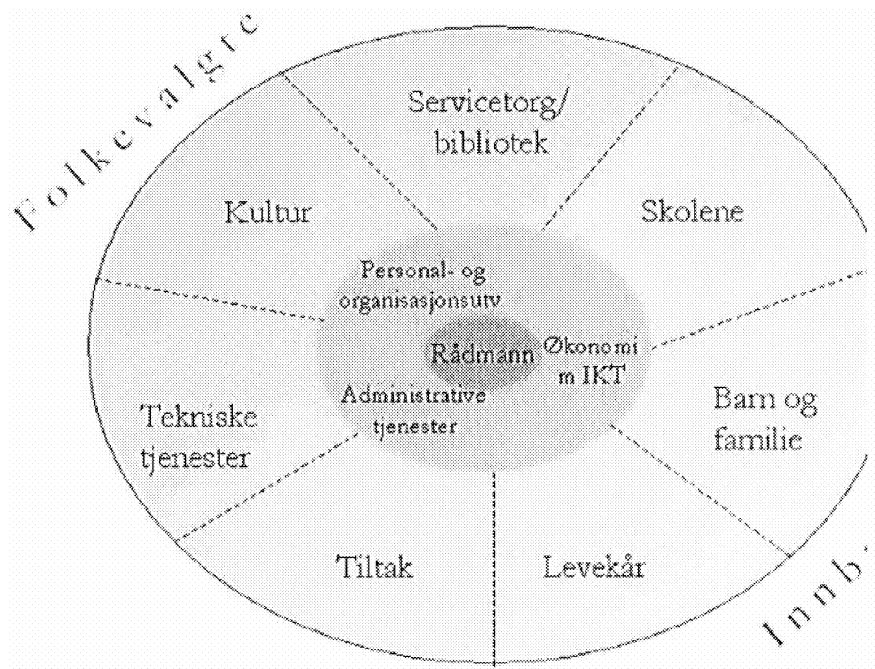 Folkevalgte
Servicetorg/
bibliotek
Kultur
Skolene
Personal- og
organisasjonsutv
Rådmann
Økonomi
m IKT
Administrative
tjenester
Tekniske
tjenester
Barn og
familie
Tiltak
Levekår